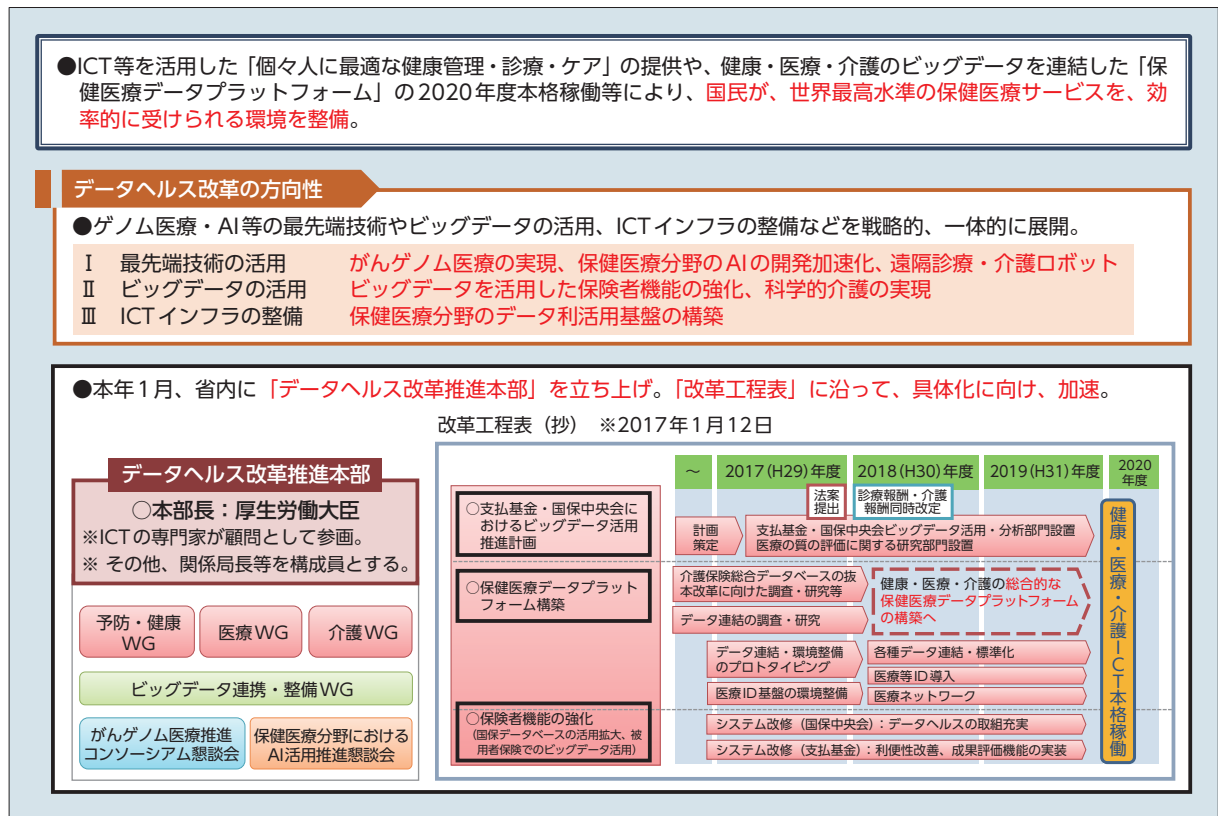 ●ICT等を活用した「個々人に最適な健康管理・診療・ケア」の提供や、健康・医療・介護のビッグデータを連結した「保
健医療データプラットフォーム」の2020年度本格稼働等により、国民が、世界最高水準の保健医療サービスを、効
率的に受けられる環境を整備。
データヘルス改革の方向性
●ゲノム医療・AI等の最先端技術やビッグデータの活用、ICTインフラの整備などを戦略的、一体的に展開。
Ⅰ 最先端技術の活用 がんゲノム医療の実現、保健医療分野のAIの開発加速化、遠隔診療・介護ロボット
Ⅱ ビッグデータの活用 ビッグデータを活用した保険者機能の強化、科学的介護の実現
Ⅲ ICTインフラの整備 保健医療分野のデータ利活用基盤の構築
●本年1月、省内に「データヘルス改革推進本部」を立ち上げ。「改革工程表」に沿って、具体化に向け、加速。
データヘルス改革推進本部
○本部長：厚生労働大臣
※ICTの専門家が顧問として参画。
※ その他、関係局長等を構成員とする。
予防・健康
WG
医療WG
介護WG
ビッグデータ連携・整備WG
がんゲノム医療推進
コンソーシアム懇談会
保健医療分野における
AI活用推進懇談会
改革工程表（抄） ※2017年1月12日
～
2017(H29)年度
2018(H30)年度
2019(H31)年度
2020
年度
法案
提出
診療報酬・介護
報酬同時改定
○支払基金・国保中央会に
おけるビッグデータ活用
推進計画
計画
策定
支払基金・国保中央会ビッグデータ活用・分析部門設置
医療の質の評価に関する研究部門設置
○保健医療データプラット
フォーム構築
介護保険総合データベースの抜
本改革に向けた調査・研究等
データ連結の調査・研究
健康・医療・介護の総合的な
保健医療データプラットフォーム
の構築へ
データ連結・環境整備
のプロトタイピング
医療ID基盤の環境整備
各種データ連結・標準化
医療等ID導入
医療ネットワーク
○保険者機能の強化
(国保データベースの活用拡大、被
用者保険でのビッグデータ活用)
システム改修（国保中央会）：データヘルスの取組充実
システム改修（支払基金）：利便性改善、成果評価機能の実装
健康・医療・介護ICT本格稼働